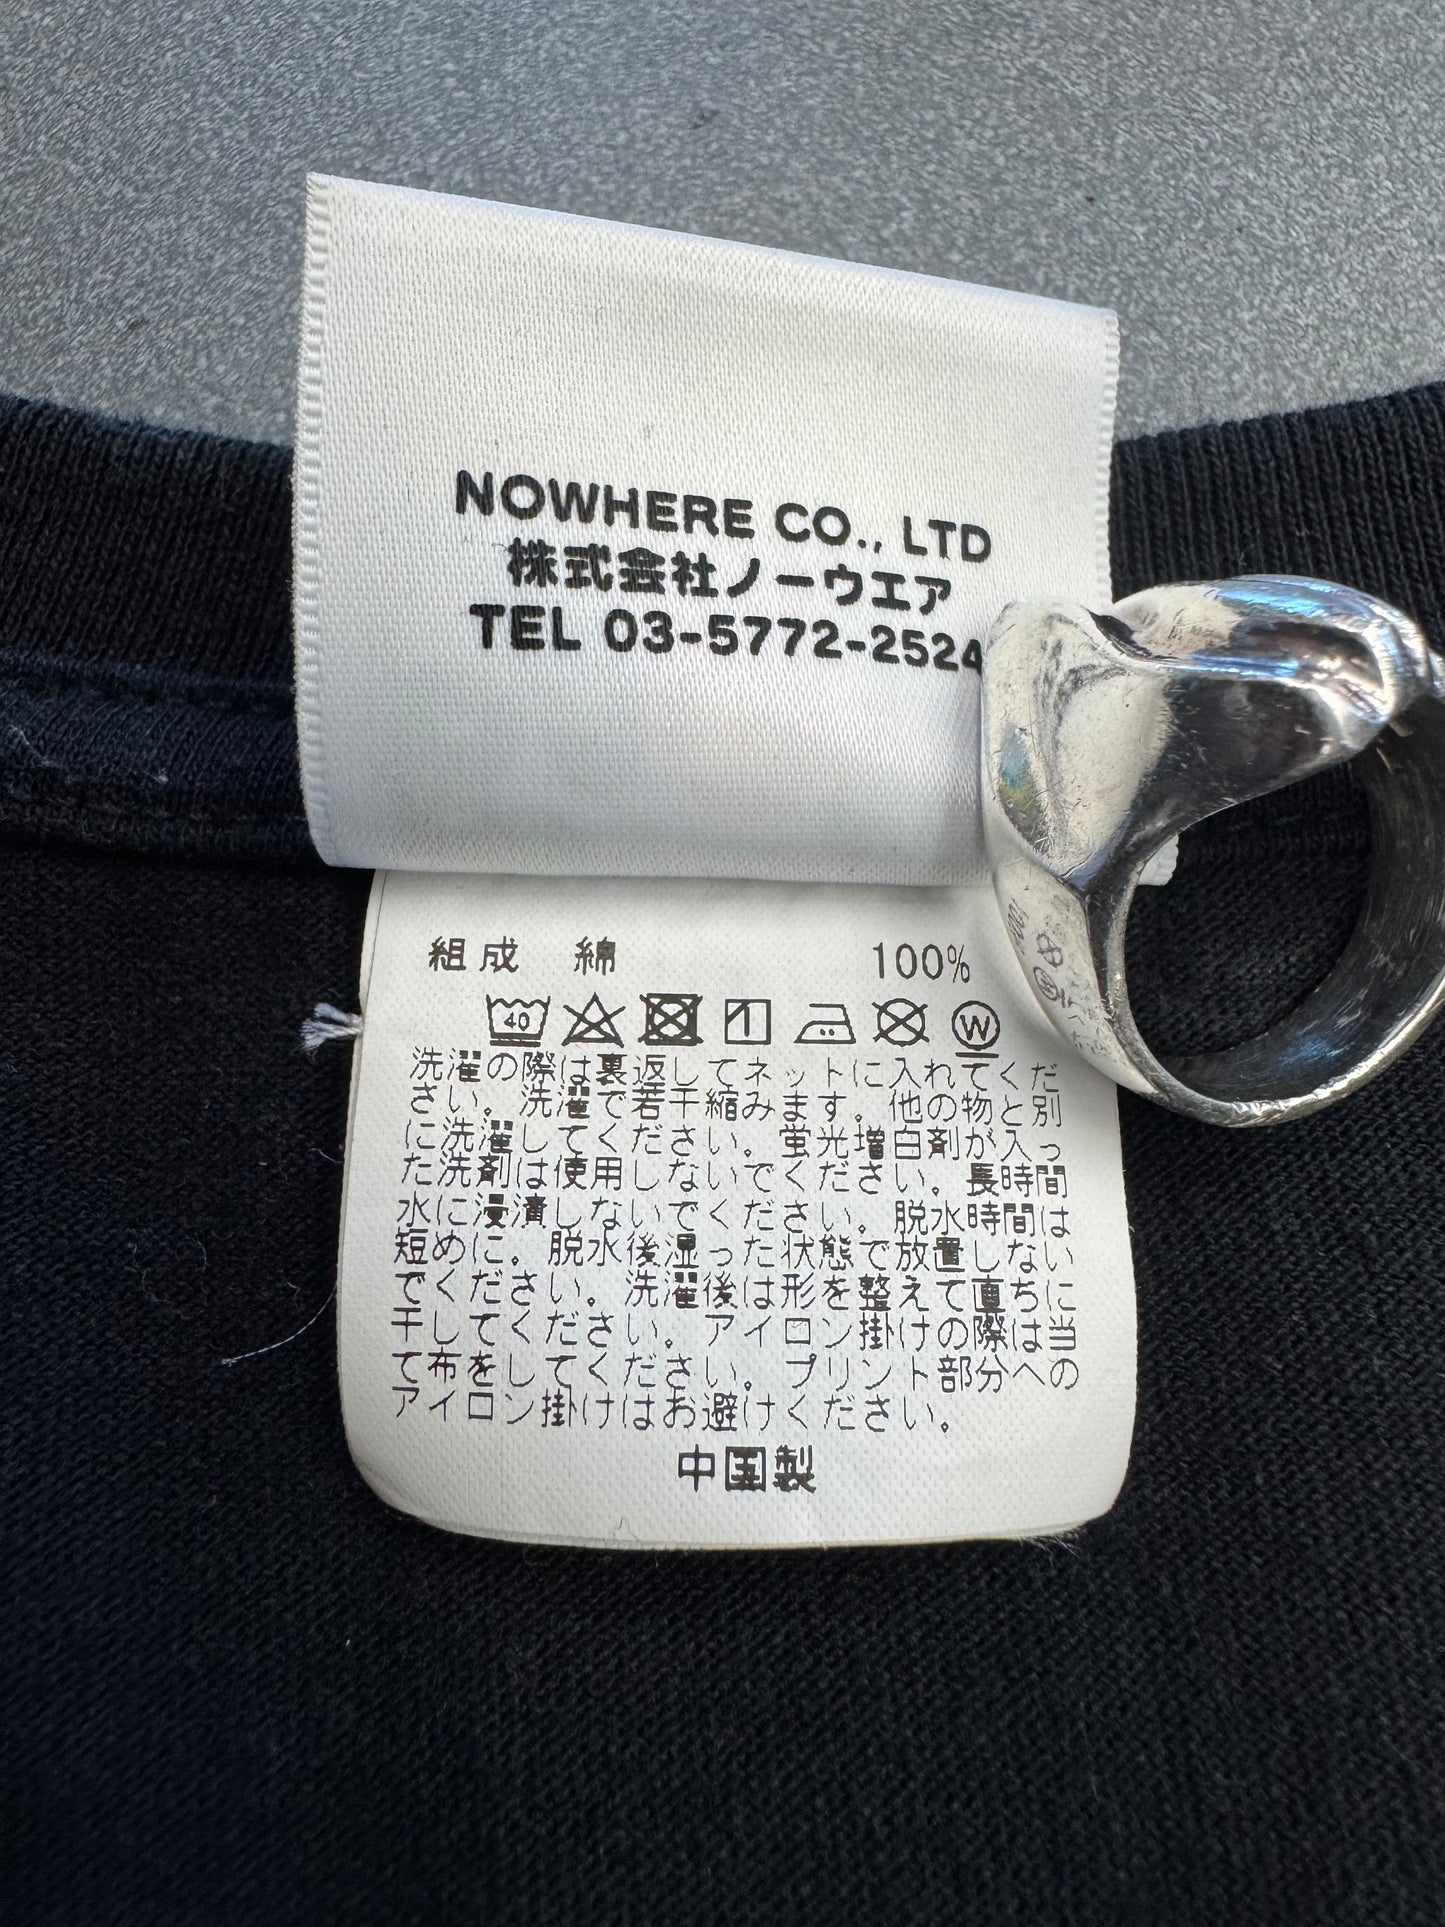 NOWHERE CO., LTD
株式会社ノーウエア
TEL 03-5772-2524
組成 綿 100%
40 W
洗濯の際は裏返してネットに入れてくだ
さい。洗濯で若干縮みます。他の物と別
に洗濯してください。蛍光増白剤が入っ
た洗剤は使用しないでください。長時間
水に浸漬しないでください。脱水時間は
短めに。脱水後湿った状態で放置しない
でください。洗濯後は形を整えて直ちに
干してください。アイロン掛けの際は当
て布をしてください。プリント部分への
アイロン掛けはお避けください。
中国製